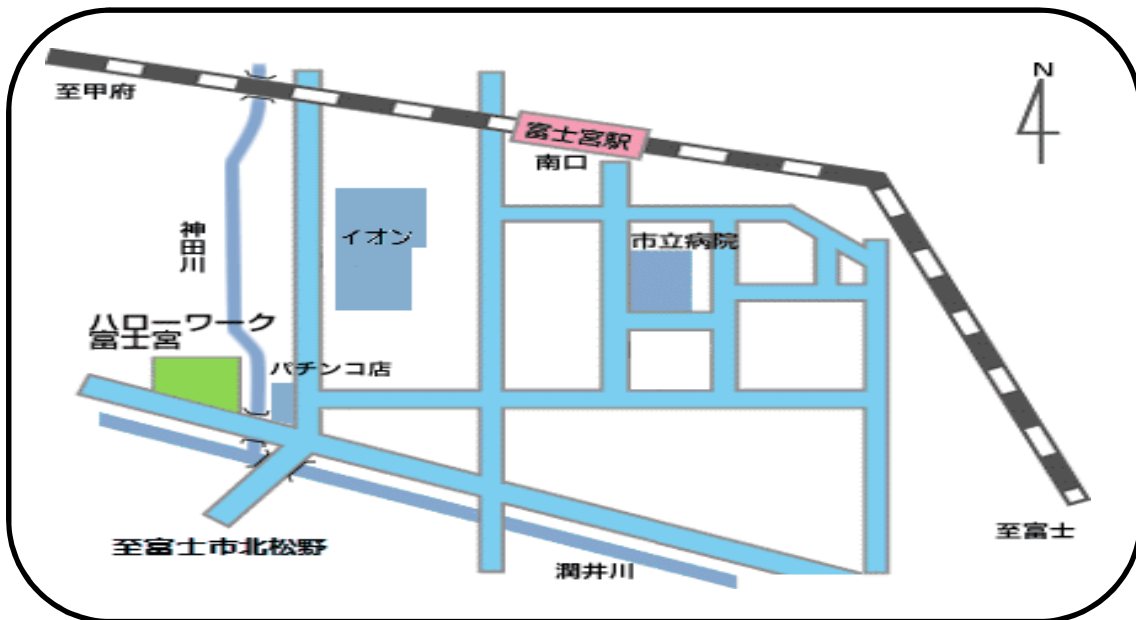 N
至甲府
富士宮駅
南口
神田川
イオン
市立病院
ハローワーク
富士宮
パチンコ店
至富士
至富士市北松野
潤井川